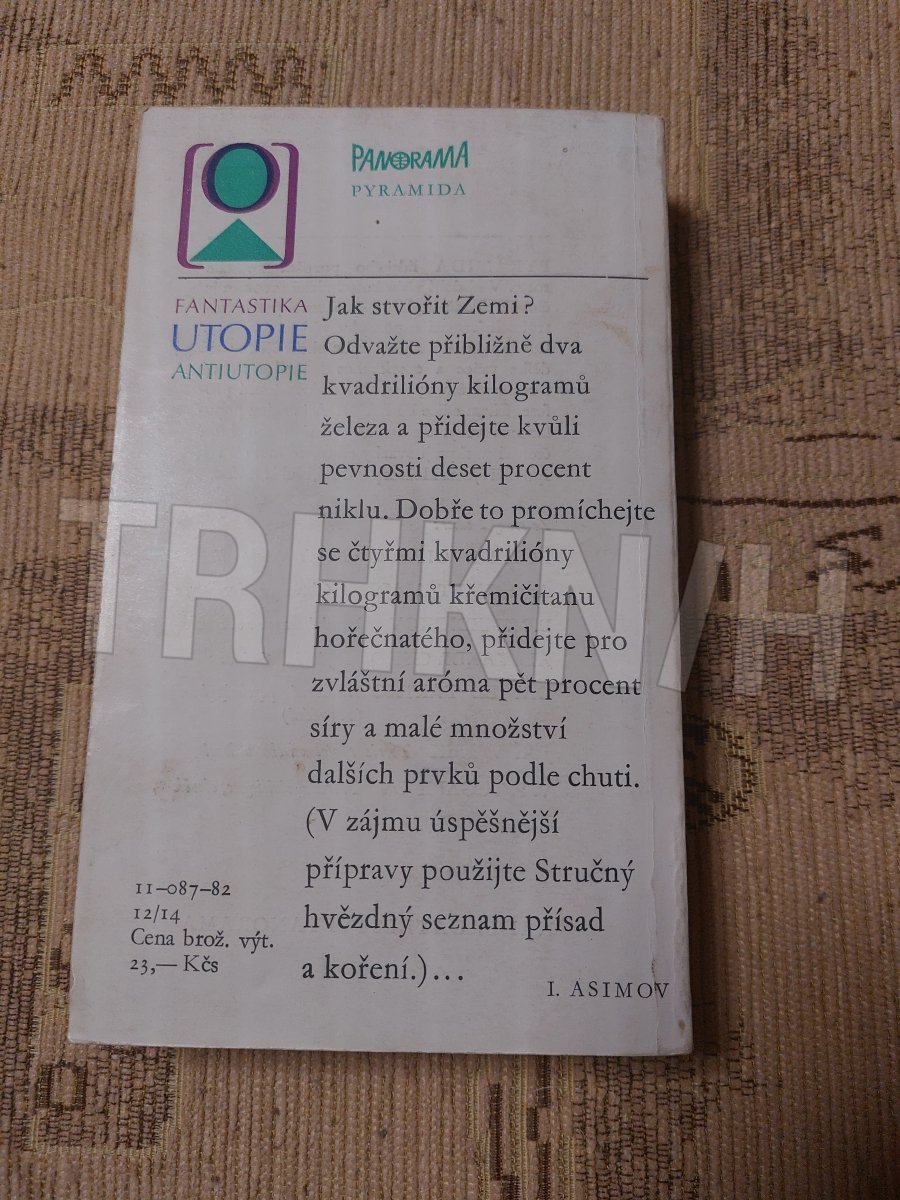 PANORAMA
PYRAMIDA
FANTASTIKA
UTOPIE
ANTIUTOPIE
Jak stvořit Zemi?
Odvažte přibližně dva
kvadrilióny kilogramů
železa a přidejte kvůli
pevnosti deset procent
niklu. Dobře to promíchejte
se čtyřmi kvadrilióny
kilogramů křemičitanu
hořečnatého, přidejte pro
zvláštní aróma pět procent
síry a malé množství
dalších prvků podle chuti.
(V zájmu úspěšnější
přípravy použijte Stručný
hvězdný seznam přísad
a koření.)...
I. ASIMOV
11-087-82
12/14
Cena brož. výt.
23,— Kčs
TRHKNIH